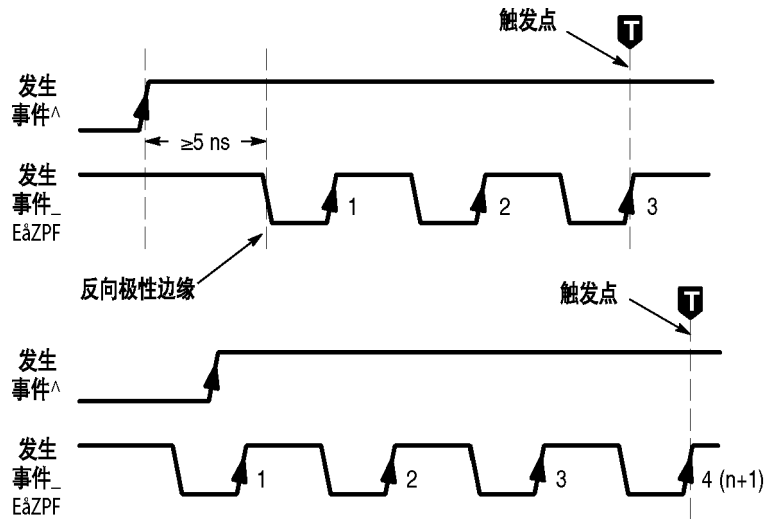 触发点
T
发生
事件^
≥5 ns
发生
事件_
EåZPF
1
2
3
反向极性边缘
触发点
T
发生
事件^
发生
事件_
EåZPF
1
2
3
4 (n+1)